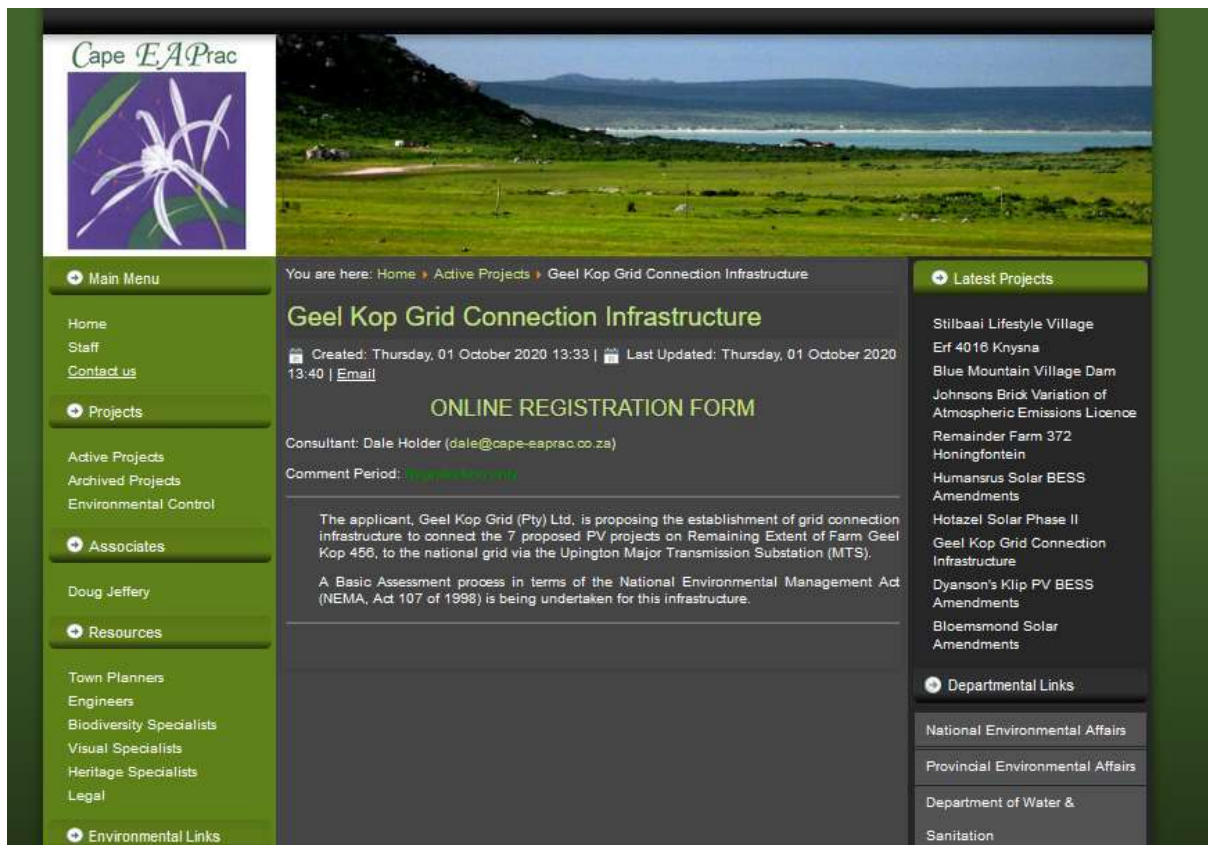 Cape EAPrac
Main Menu
Home
Staff
Contact us
Projects
Active Projects
Archived Projects
Environmental Control
Associates
Doug Jeffery
Resources
Town Planners
Engineers
Biodiversity Specialists
Visual Specialists
Heritage Specialists
Legal
Environmental Links
You are here: Home Active Projects Geel Kop Grid Connection Infrastructure
Geel Kop Grid Connection Infrastructure
Created: Thursday, 01 October 2020 13:33 | Last Updated: Thursday, 01 October 2020
13:40 | Email
ONLINE REGISTRATION FORM
Consultant: Dale Holder (dale@cape-eaprac.co.za)
Comment Period:
The applicant, Geel Kop Grid (Pty) Ltd, is proposing the establishment of grid connection
infrastructure to connect the 7 proposed PV projects on Remaining Extent of Farm Geel
Kop 456, to the national grid via the Upington Major Transmission Substation (MTS).
A Basic Assessment process in terms of the National Environmental Management Act
(NEMA, Act 107 of 1998) is being undertaken for this infrastructure.
Latest Projects
Stilbaai Lifestyle Village
Erf 4016 Knysna
Blue Mountain Village Dam
Johnsons Brick Variation of
Atmospheric Emissions Licence
Remainder Farm 372
Honingfontein
Humansrus Solar BESS
Amendments
Hotazel Solar Phase II
Geel Kop Grid Connection
Infrastructure
Dyanson's Klip PV BESS
Amendments
Bloemsmond Solar
Amendments
Departmental Links
National Environmental Affairs
Provincial Environmental Affairs
Department of Water &
Sanitation